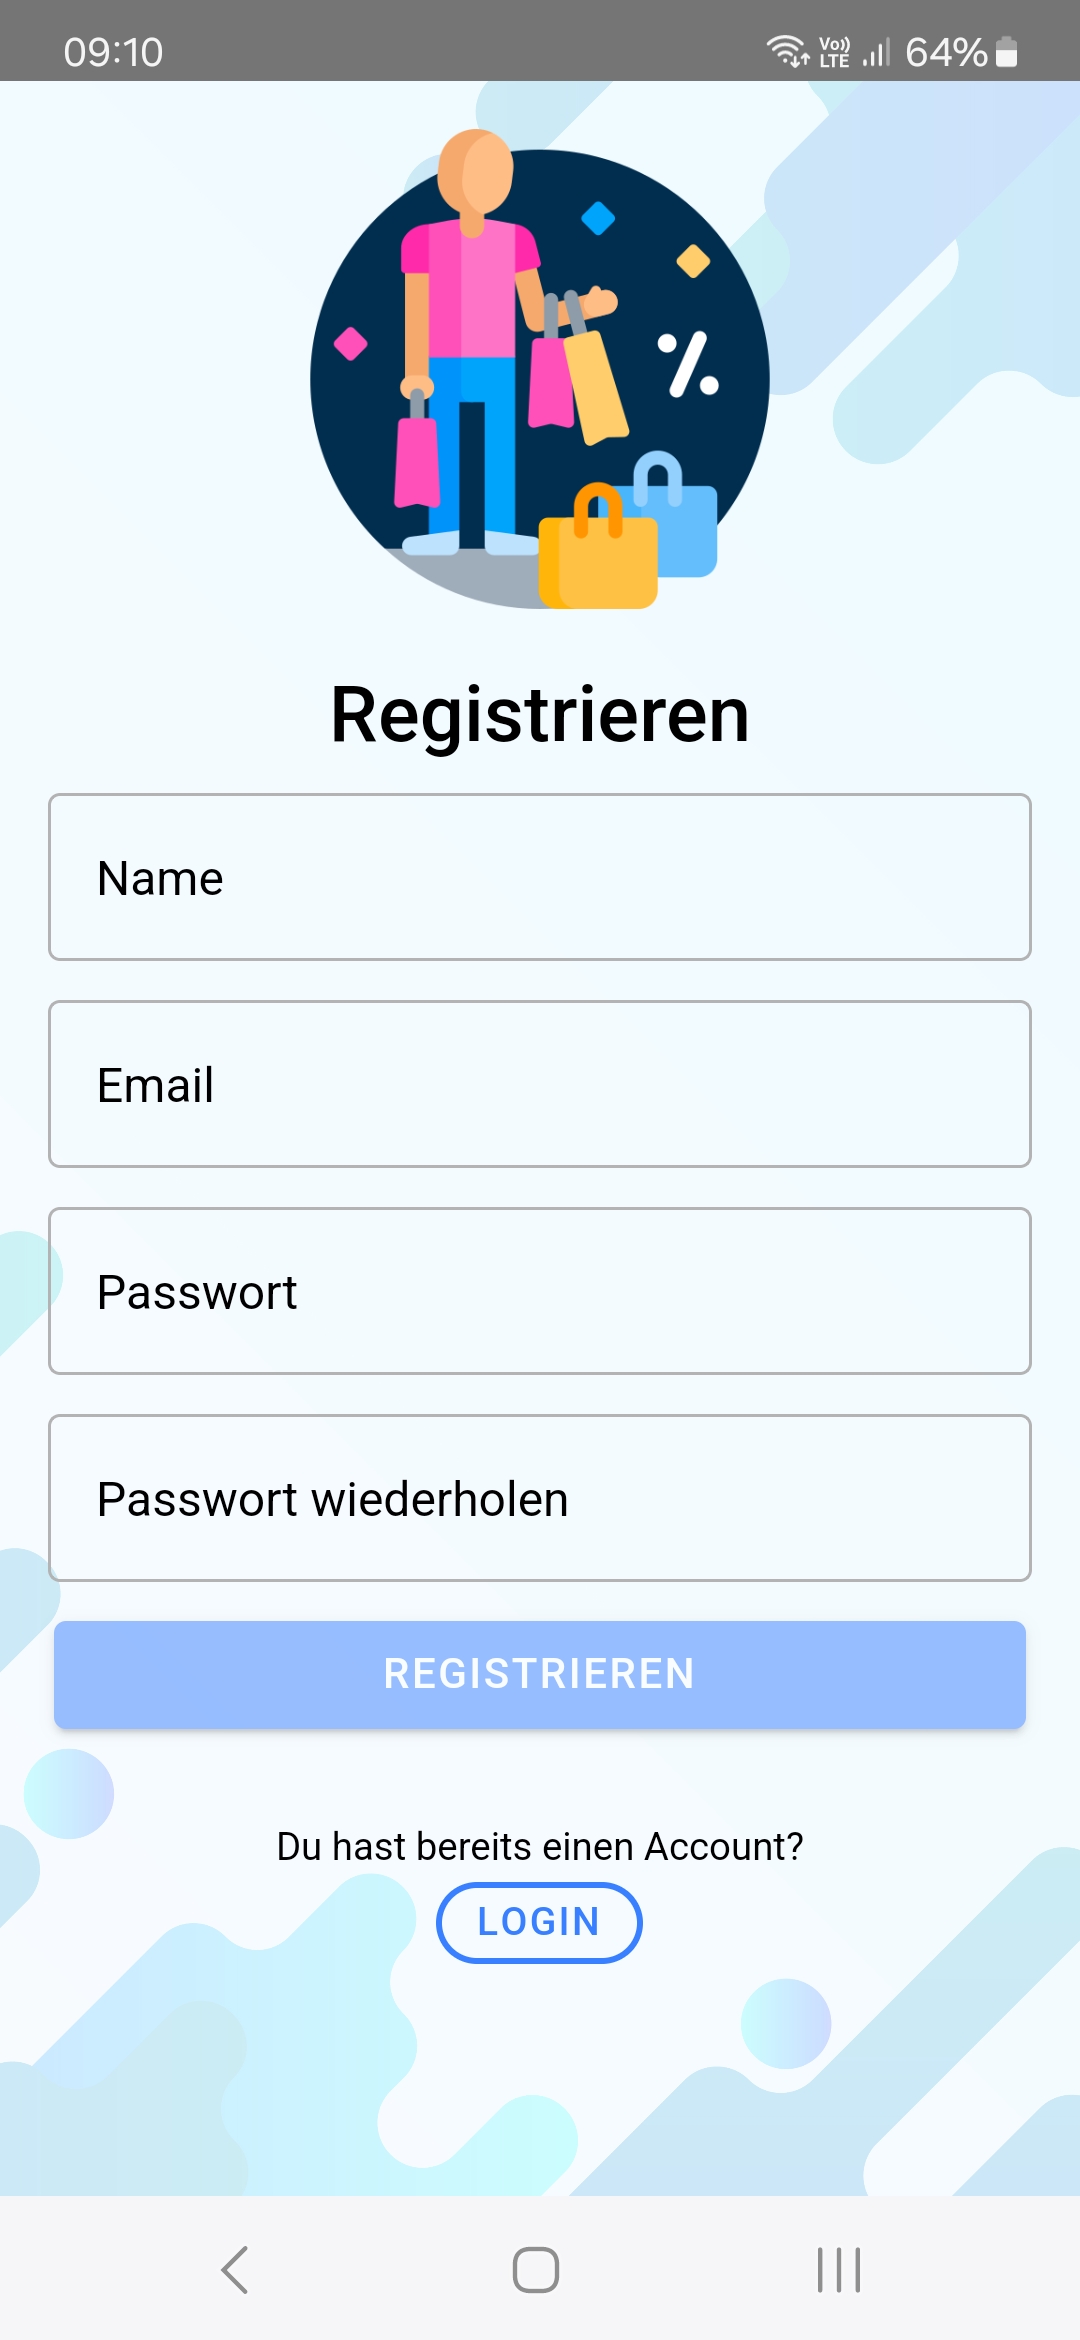 09:10 Vo)) LTE 64%
%
Registrieren
Name
Email
Passwort
Passwort wiederholen
REGISTRIEREN
Du hast bereits einen Account?
LOGIN